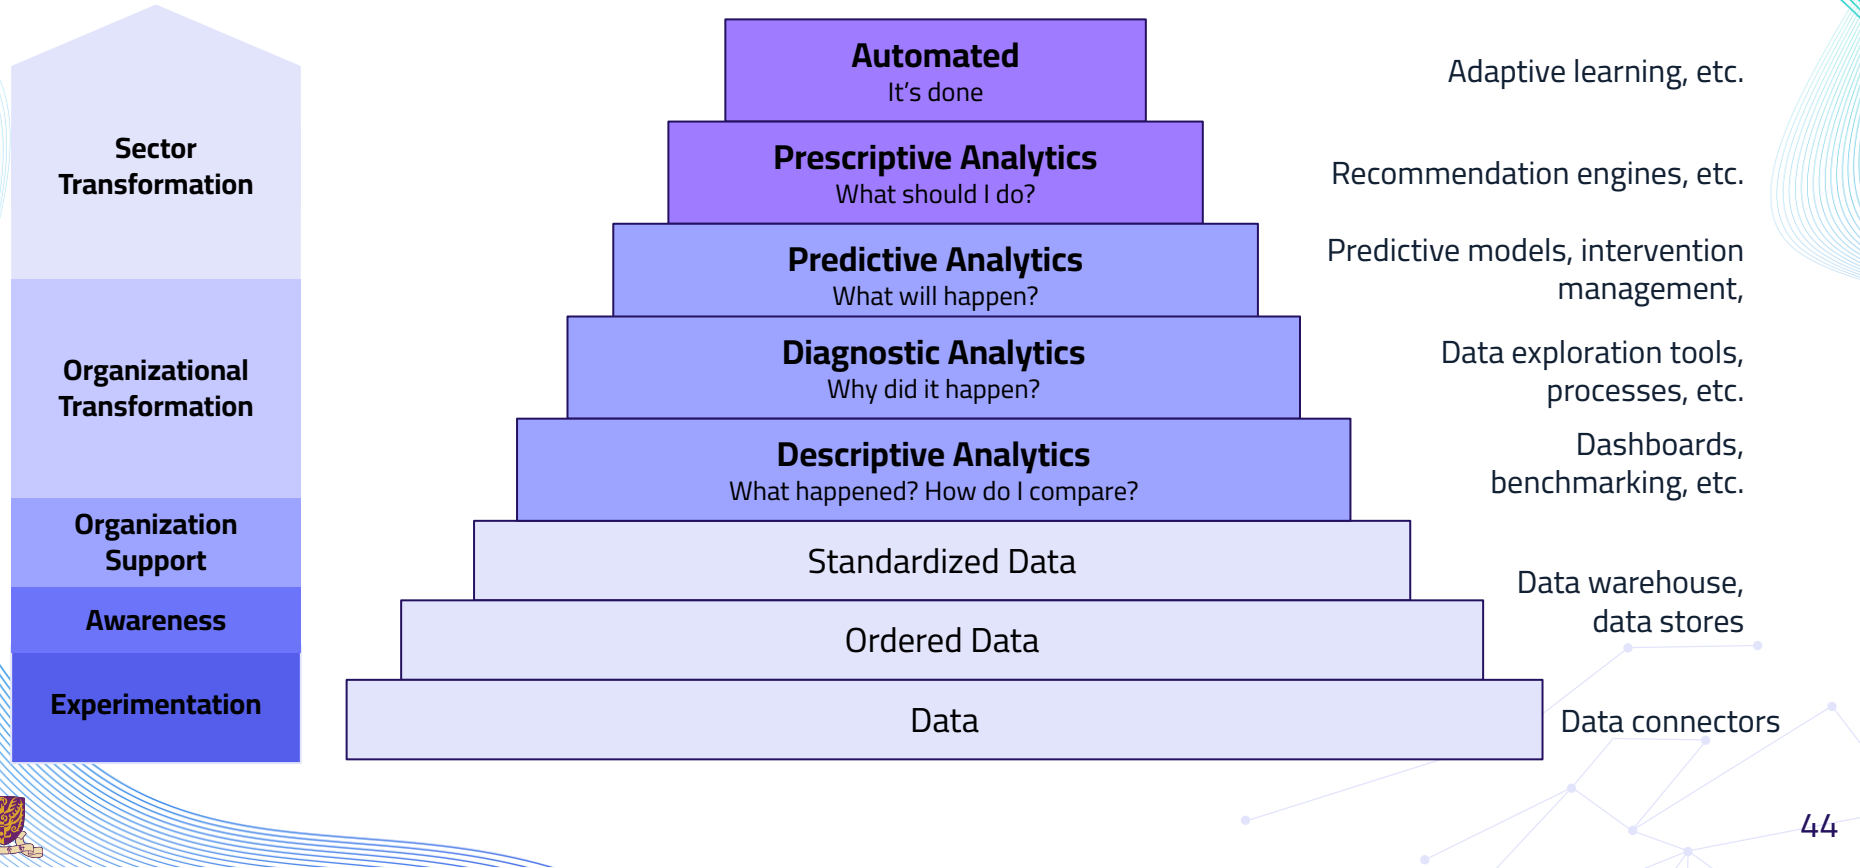 Sector
Transformation
Organizational
Transformation
Organization
Support
Awareness
Experimentation
Automated
It's done
Prescriptive Analytics
What should I do?
Predictive Analytics
What will happen?
Diagnostic Analytics
Why did it happen?
Descriptive Analytics
What happened? How do I compare?
Standardized Data
Ordered Data
Data
Adaptive learning, etc.
Recommendation engines, etc.
Predictive models, intervention
management,
Data exploration tools,
processes, etc.
Dashboards,
benchmarking, etc.
Data warehouse,
data stores
Data connectors
44